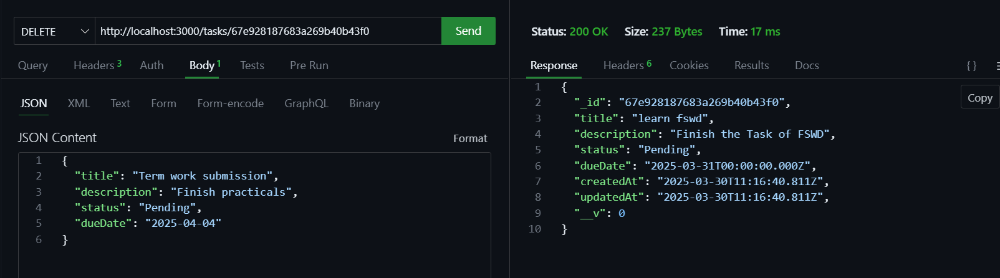 DELETE http://localhost:3000/tasks/67e928187683a269b40b43f0 Send
Query Headers 3 Auth Body 1 Tests Pre Run
JSON XML Text Form Form-encode GraphQL Binary
JSON Content Format
1 {
2 "title": "Term work submission",
3 "description": "Finish practicals",
4 "status": "Pending",
5 "dueDate": "2025-04-04"
6 }
Status: 200 OK Size: 237 Bytes Time: 17 ms
Response Headers 6 Cookies Results Docs { }
Copy
1 {
2 "_id": "67e928187683a269b40b43f0",
3 "title": "learn fswd",
4 "description": "Finish the Task of FSWD",
5 "status": "Pending",
6 "dueDate": "2025-03-31T00:00:00.000Z",
7 "createdAt": "2025-03-30T11:16:40.811Z",
8 "updatedAt": "2025-03-30T11:16:40.811Z",
9 "__v": 0
10 }